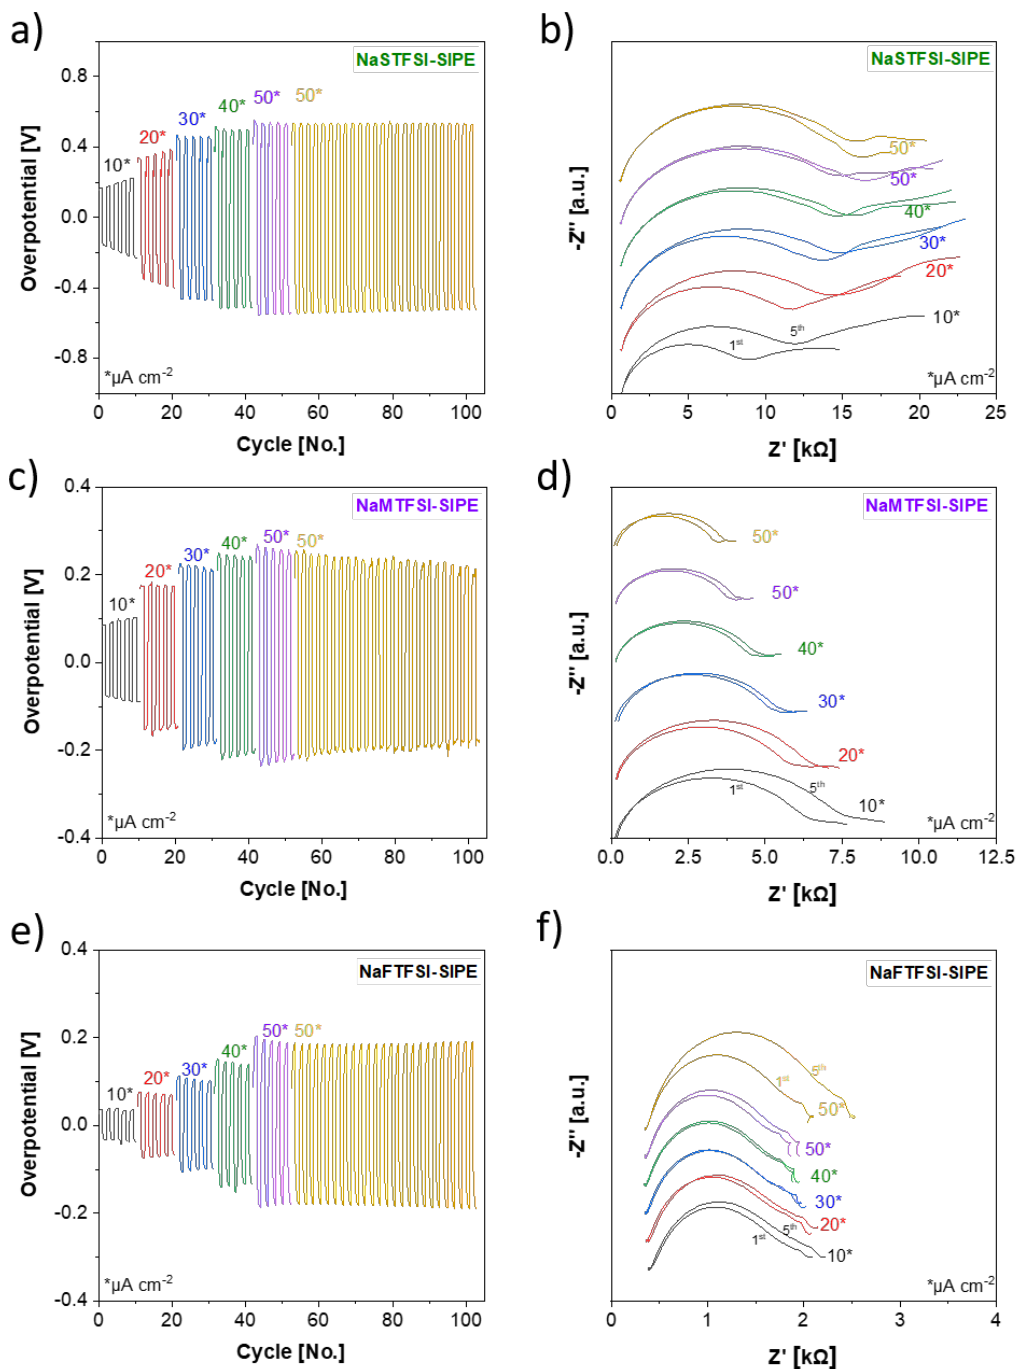 a)
NaSTFSI-SIPE
0.8
0.4
0.0
-0.4
-0.8
Overpotential [V]
10*
20*
30*
40*
50*
50*
*µA cm-2
0 20 40 60 80 100
Cycle [No.]
b)
NaSTFSI-SIPE
-Z'' [a.u.]
50*
50*
40*
30*
20*
10*
1st
5th
*µA cm-2
0 5 10 15 20 25
Z' [kΩ]
c)
NaMTFSI-SIPE
0.4
0.2
0.0
-0.2
-0.4
Overpotential [V]
10*
20*
30*
40*
50*
50*
*µA cm-2
0 20 40 60 80 100
Cycle [No.]
d)
NaMTFSI-SIPE
-Z'' [a.u.]
50*
50*
40*
30*
20*
10*
1st
5th
*µA cm-2
0.0 2.5 5.0 7.5 10.0 12.5
Z' [kΩ]
e)
NaFTFSI-SIPE
0.4
0.2
0.0
-0.2
-0.4
Overpotential [V]
10*
20*
30*
40*
50*
50*
*µA cm-2
0 20 40 60 80 100
Cycle [No.]
f)
NaFTFSI-SIPE
-Z'' [a.u.]
1st
5th
50*
50*
40*
30*
20*
10*
1st
5th
*µA cm-2
0 1 2 3 4
Z' [kΩ]